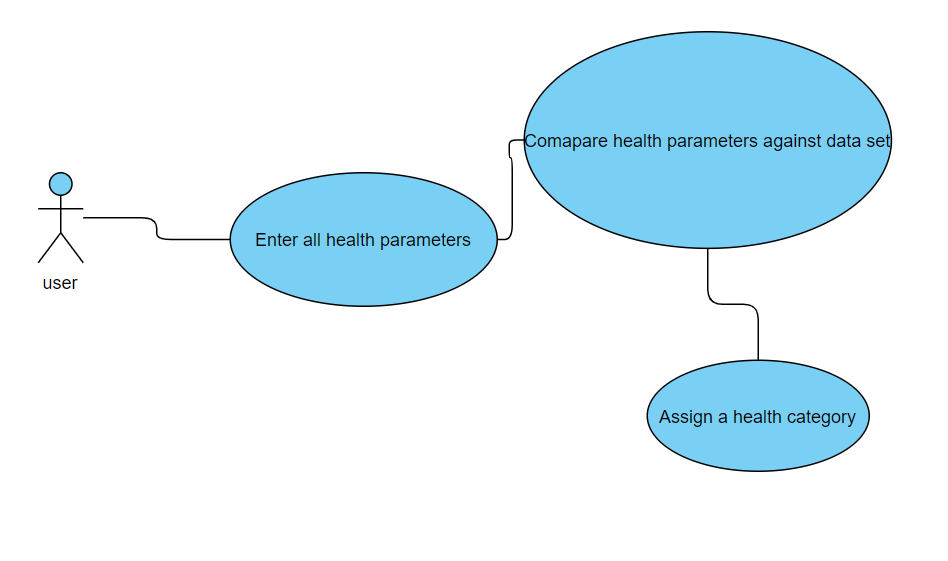 user
Enter all health parameters
Comapare health parameters against data set
Assign a health category